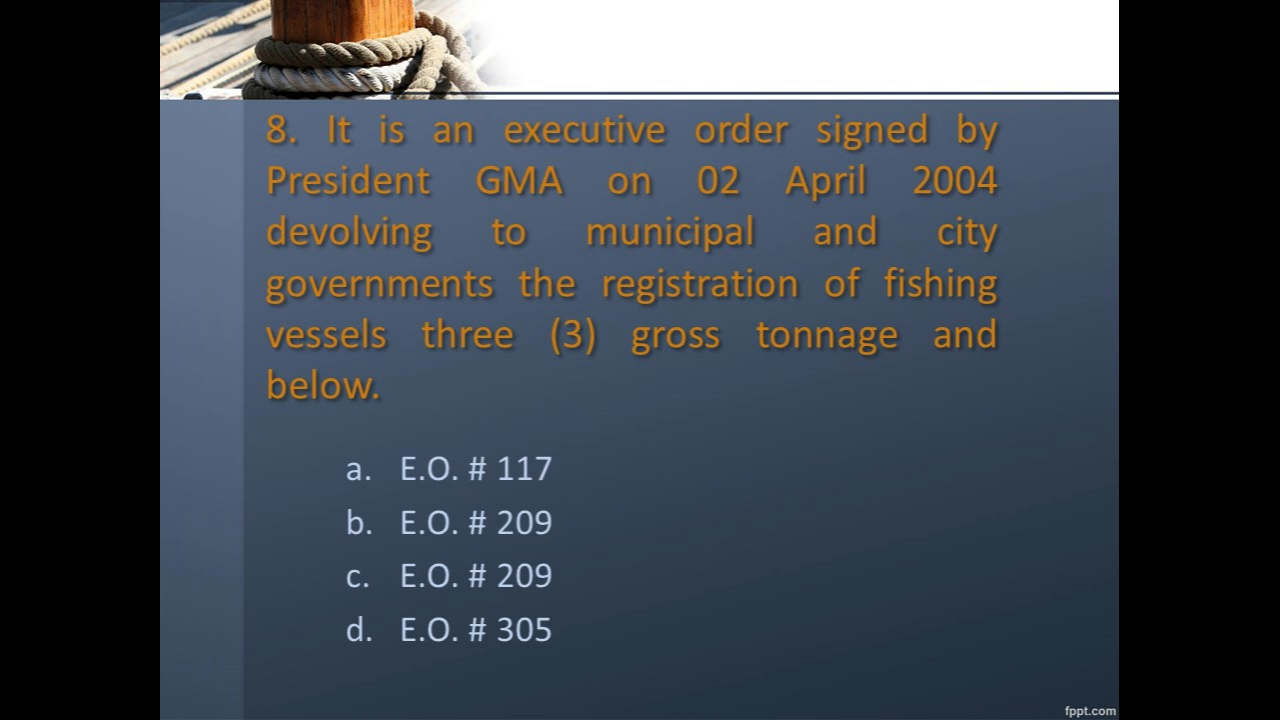 8. It is an executive order signed by
President GMA on 02 April 2004
devolving to municipal and city
governments the registration of fishing
vessels three (3) gross tonnage and
below.
a. E.O. # 117
b. E.O. # 209
c. E.O. # 209
d. E.O. # 305
fppt.com